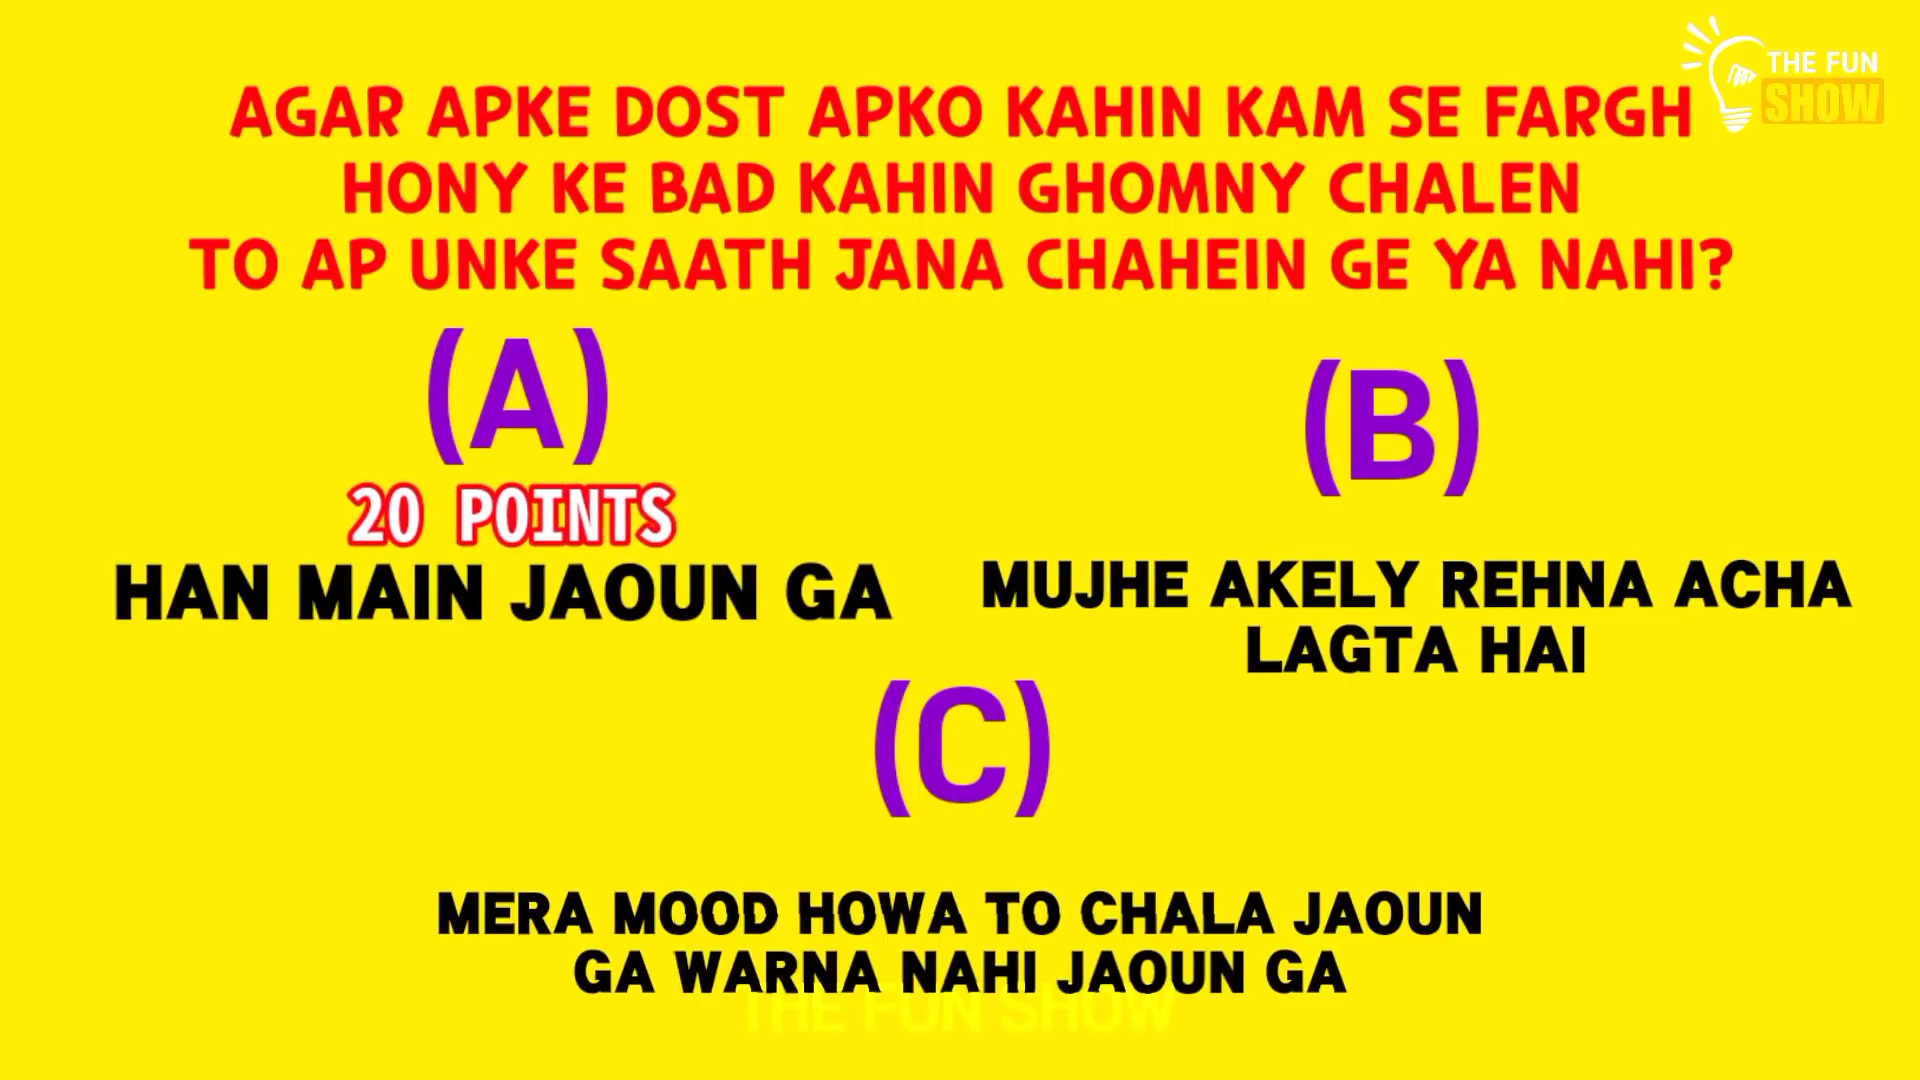 THE FUN
SHOW
AGAR APKE DOST APKO KAHIN KAM SE FARGH
HONY KE BAD KAHIN GHOMNY CHALEN
TO AP UNKE SAATH JANA CHAHEIN GE YA NAHI?
(A)
20 POINTS
HAN MAIN JAOUN GA
(B)
MUJHE AKELY REHNA ACHA
LAGTA HAI
(C)
MERA MOOD HOWA TO CHALA JAOUN
GA WARNA NAHI JAOUN GA
THE FUN SHOW